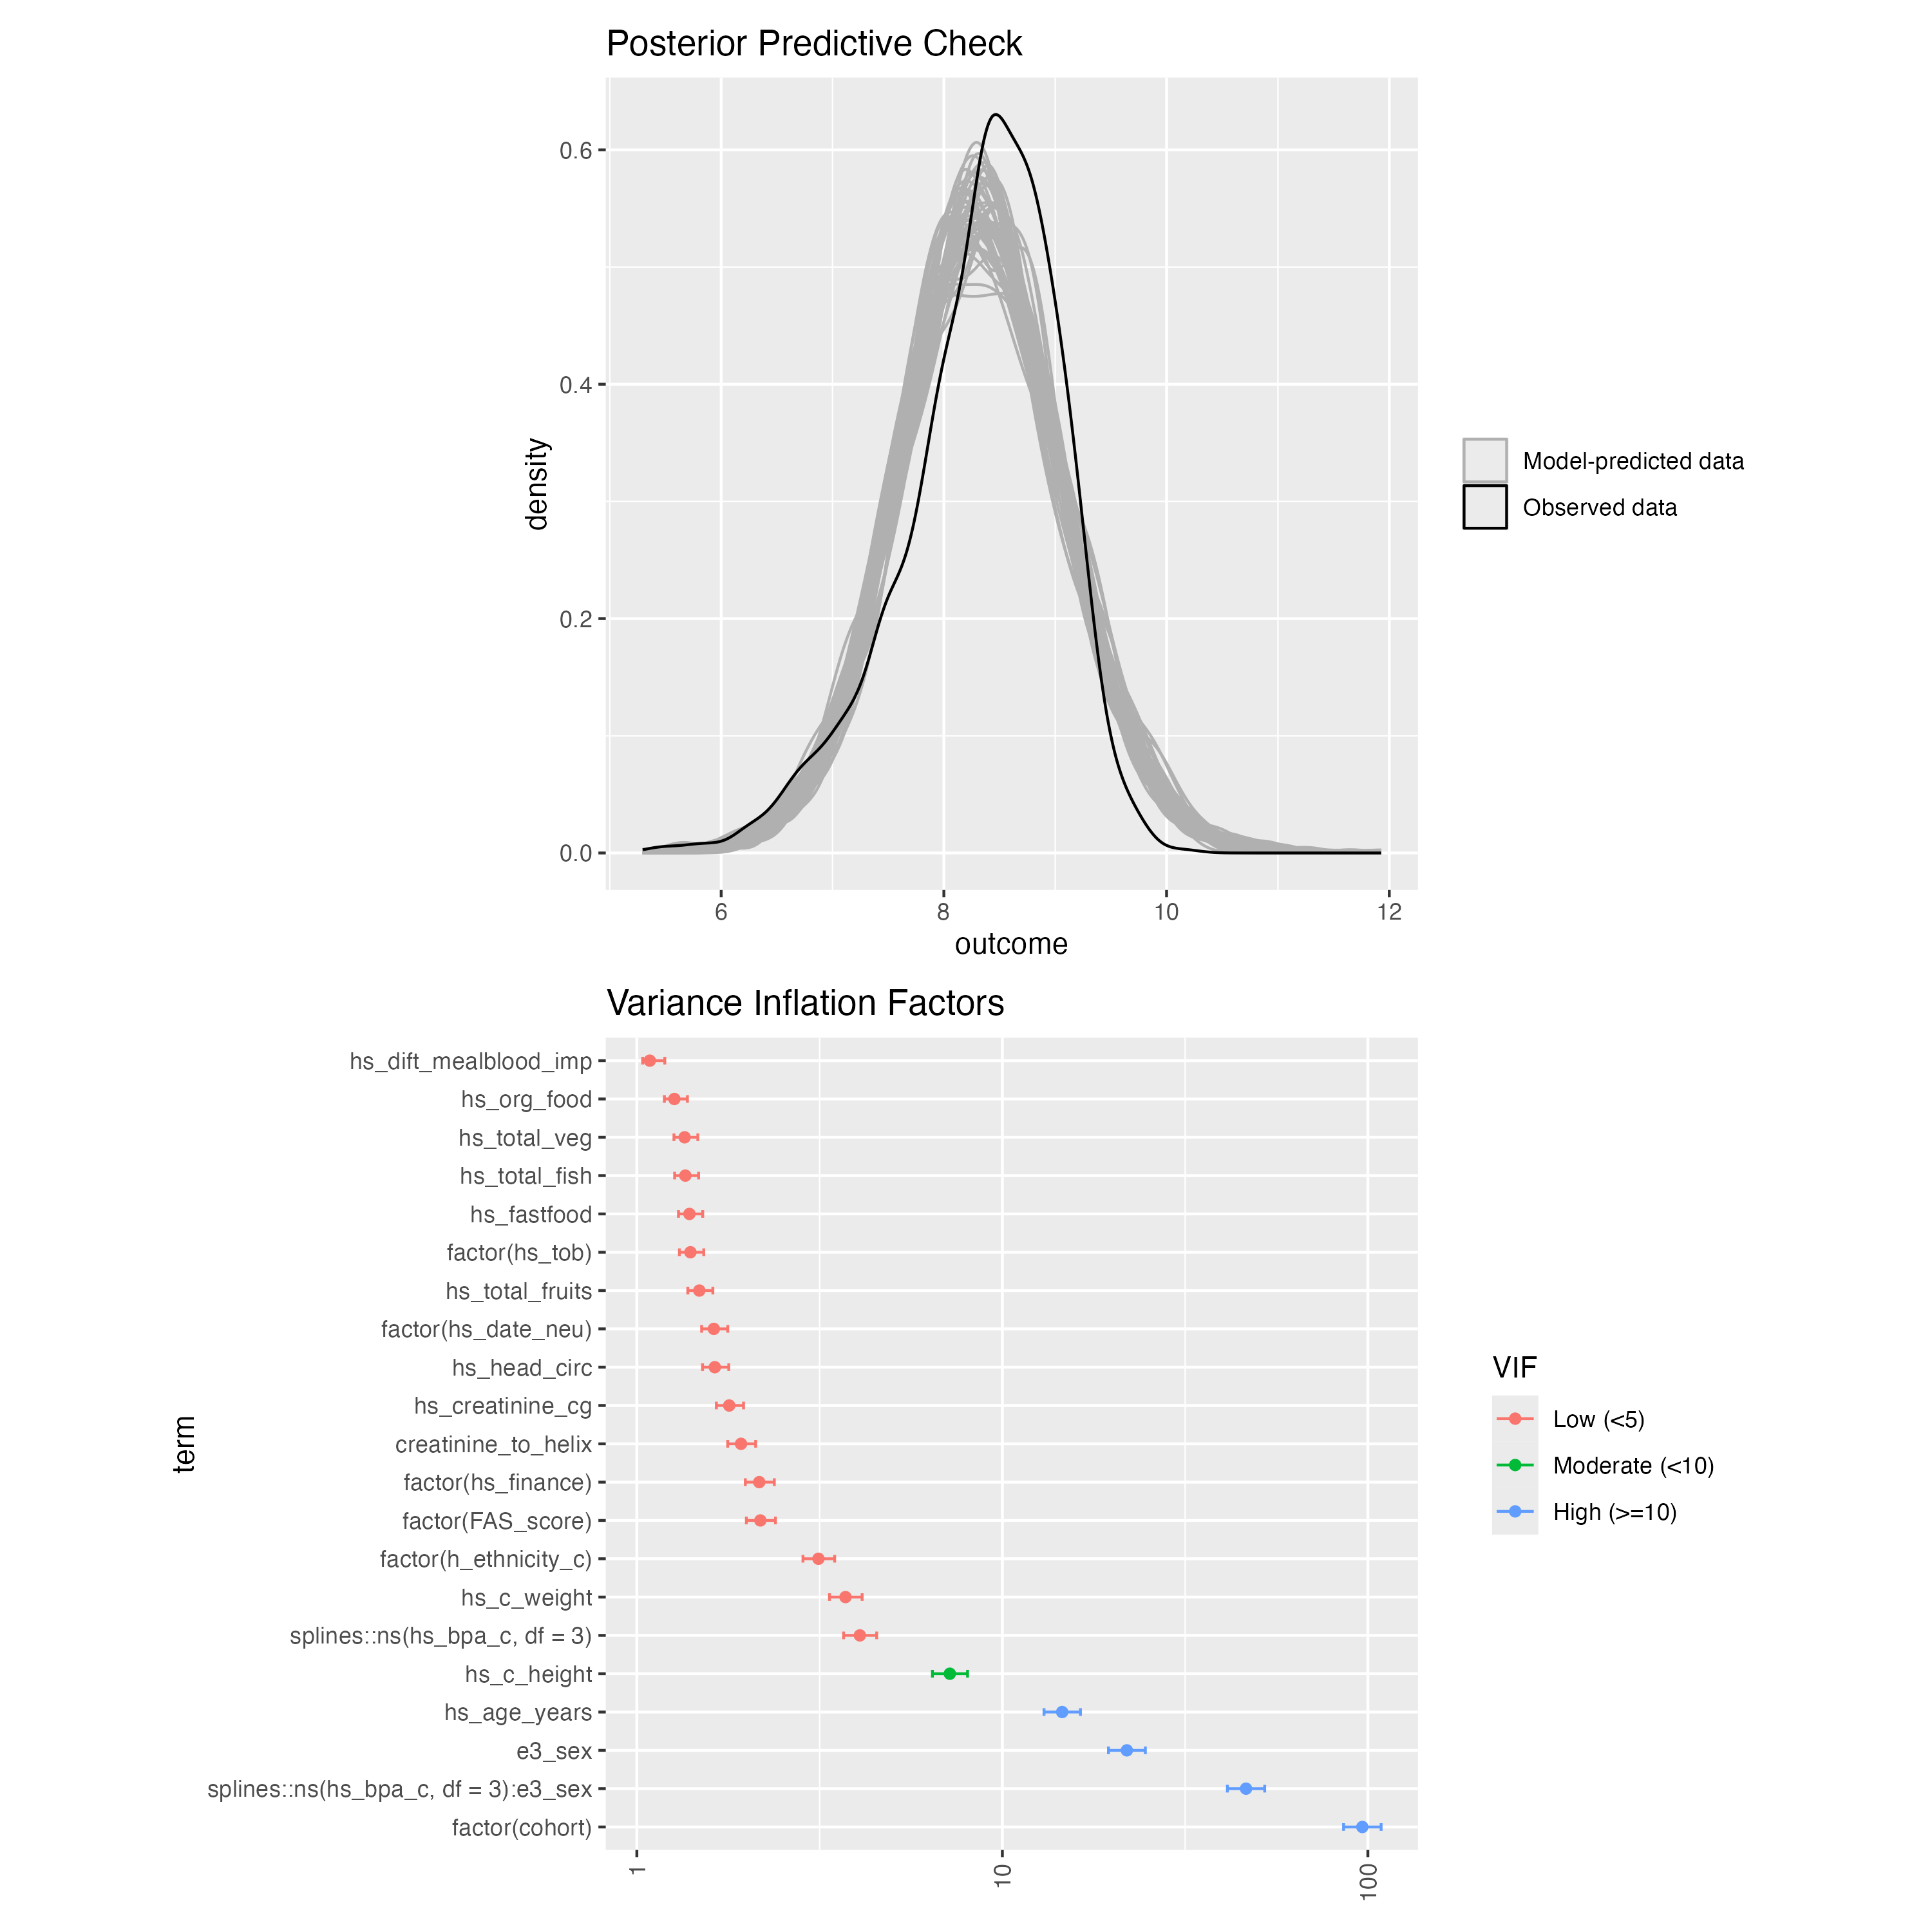 Posterior Predictive Check
0.6
0.4
0.2
0.0
density
6
8
10
12
outcome
Model-predicted data
Observed data
Variance Inflation Factors
hs_dift_mealblood_imp
hs_org_food
hs_total_veg
hs_total_fish
hs_fastfood
factor(hs_tob)
hs_total_fruits
factor(hs_date_neu)
hs_head_circ
hs_creatinine_cg
creatinine_to_helix
factor(hs_finance)
factor(FAS_score)
factor(h_ethnicity_c)
hs_c_weight
splines::ns(hs_bpa_c, df = 3)
hs_c_height
hs_age_years
e3_sex
splines::ns(hs_bpa_c, df = 3):e3_sex
factor(cohort)
term
1
10
100
VIF
Low (<5)
Moderate (<10)
High (>=10)